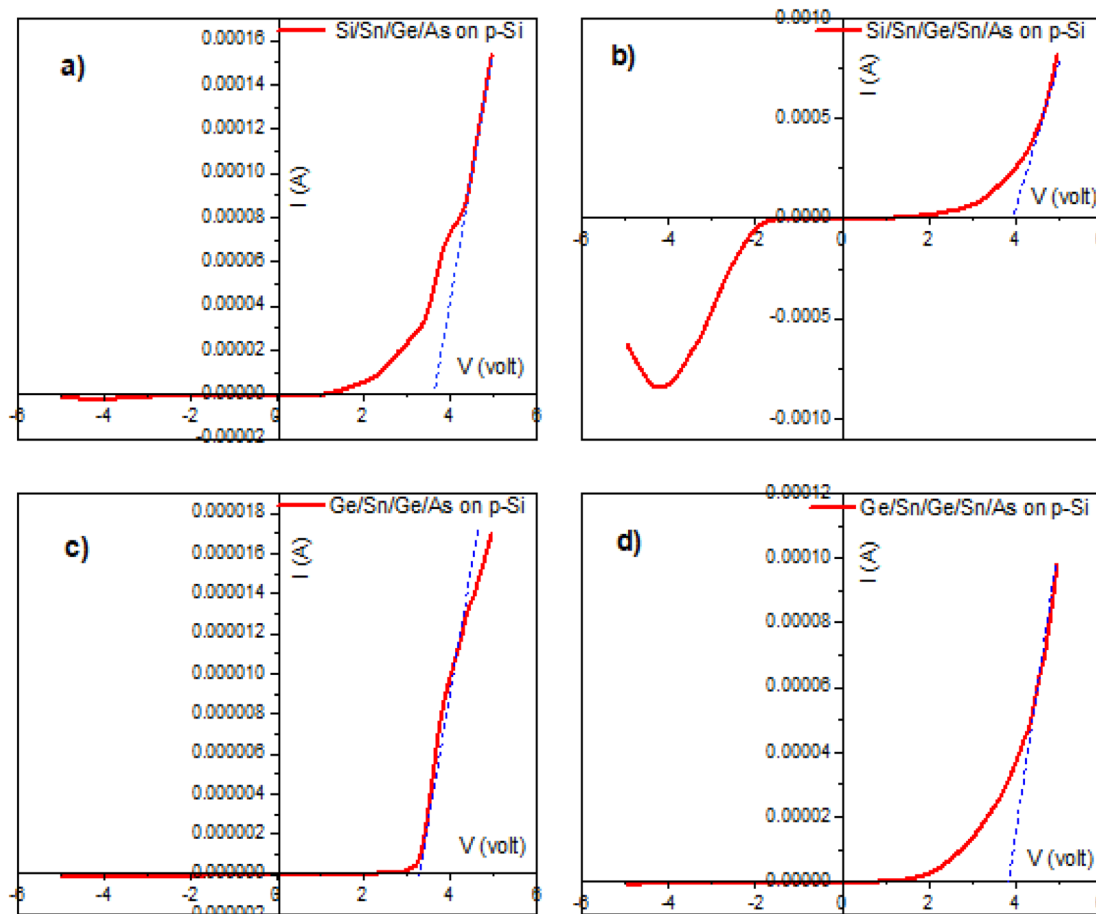 a)
Si/Sn/Ge/As on p-Si
I (A)
V (volt)
0.00016
0.00014
0.00012
0.00010
0.00008
0.00006
0.00004
0.00002
0.00000
-0.00002
-6 -4 -2 0 2 4 6
b)
Si/Sn/Ge/Sn/As on p-Si
I (A)
V (volt)
0.0010
0.0005
0.0000
-0.0005
-0.0010
-6 -4 -2 0 2 4 6
c)
Ge/Sn/Ge/As on p-Si
I (A)
V (volt)
0.000018
0.000016
0.000014
0.000012
0.000010
0.000008
0.000006
0.000004
0.000002
0.000000
0.000002
-6 -4 -2 0 2 4 6
d)
Ge/Sn/Ge/Sn/As on p-Si
I (A)
V (volt)
0.00012
0.00010
0.00008
0.00006
0.00004
0.00002
0.00000
-6 -4 -2 0 2 4 6